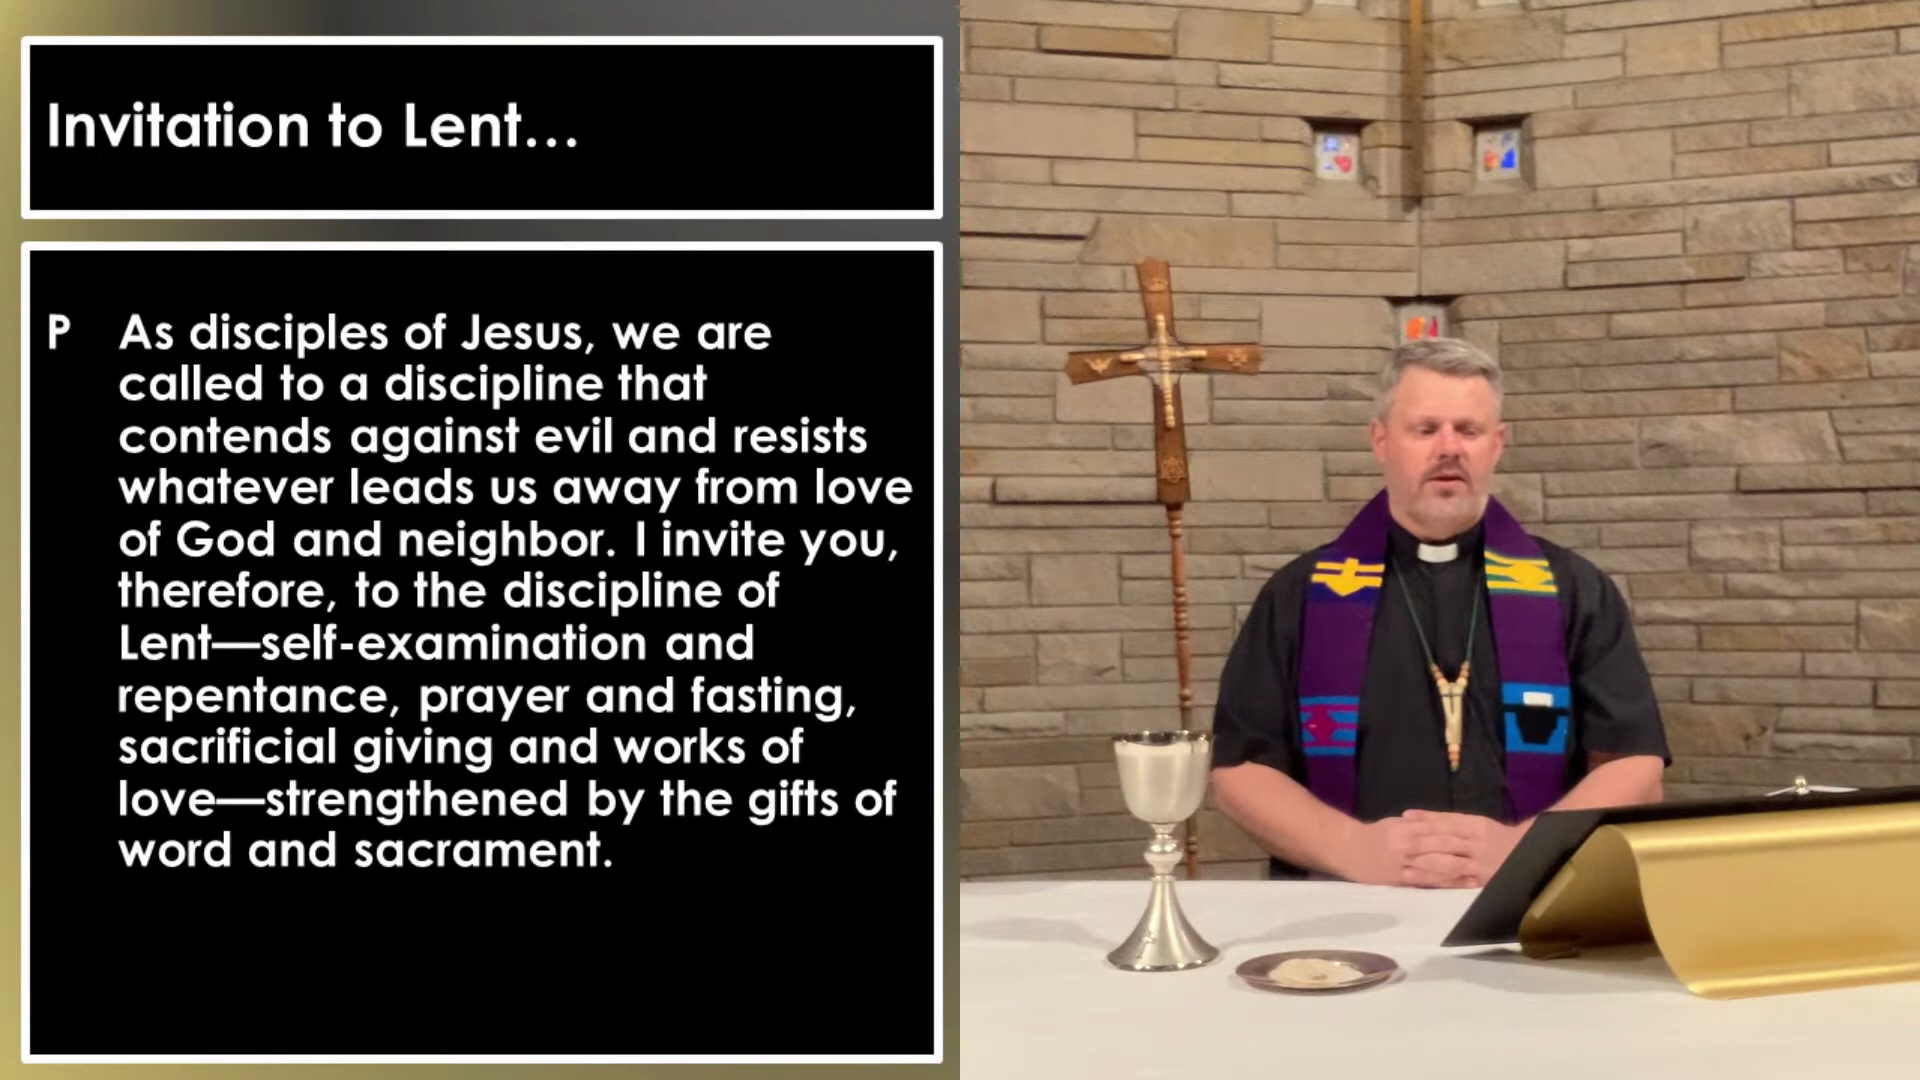 Invitation to Lent...
P As disciples of Jesus, we are
called to a discipline that
contends against evil and resists
whatever leads us away from love
of God and neighbor. I invite you,
therefore, to the discipline of
Lent—self-examination and
repentance, prayer and fasting,
sacrificial giving and works of
love—strengthened by the gifts of
word and sacrament.